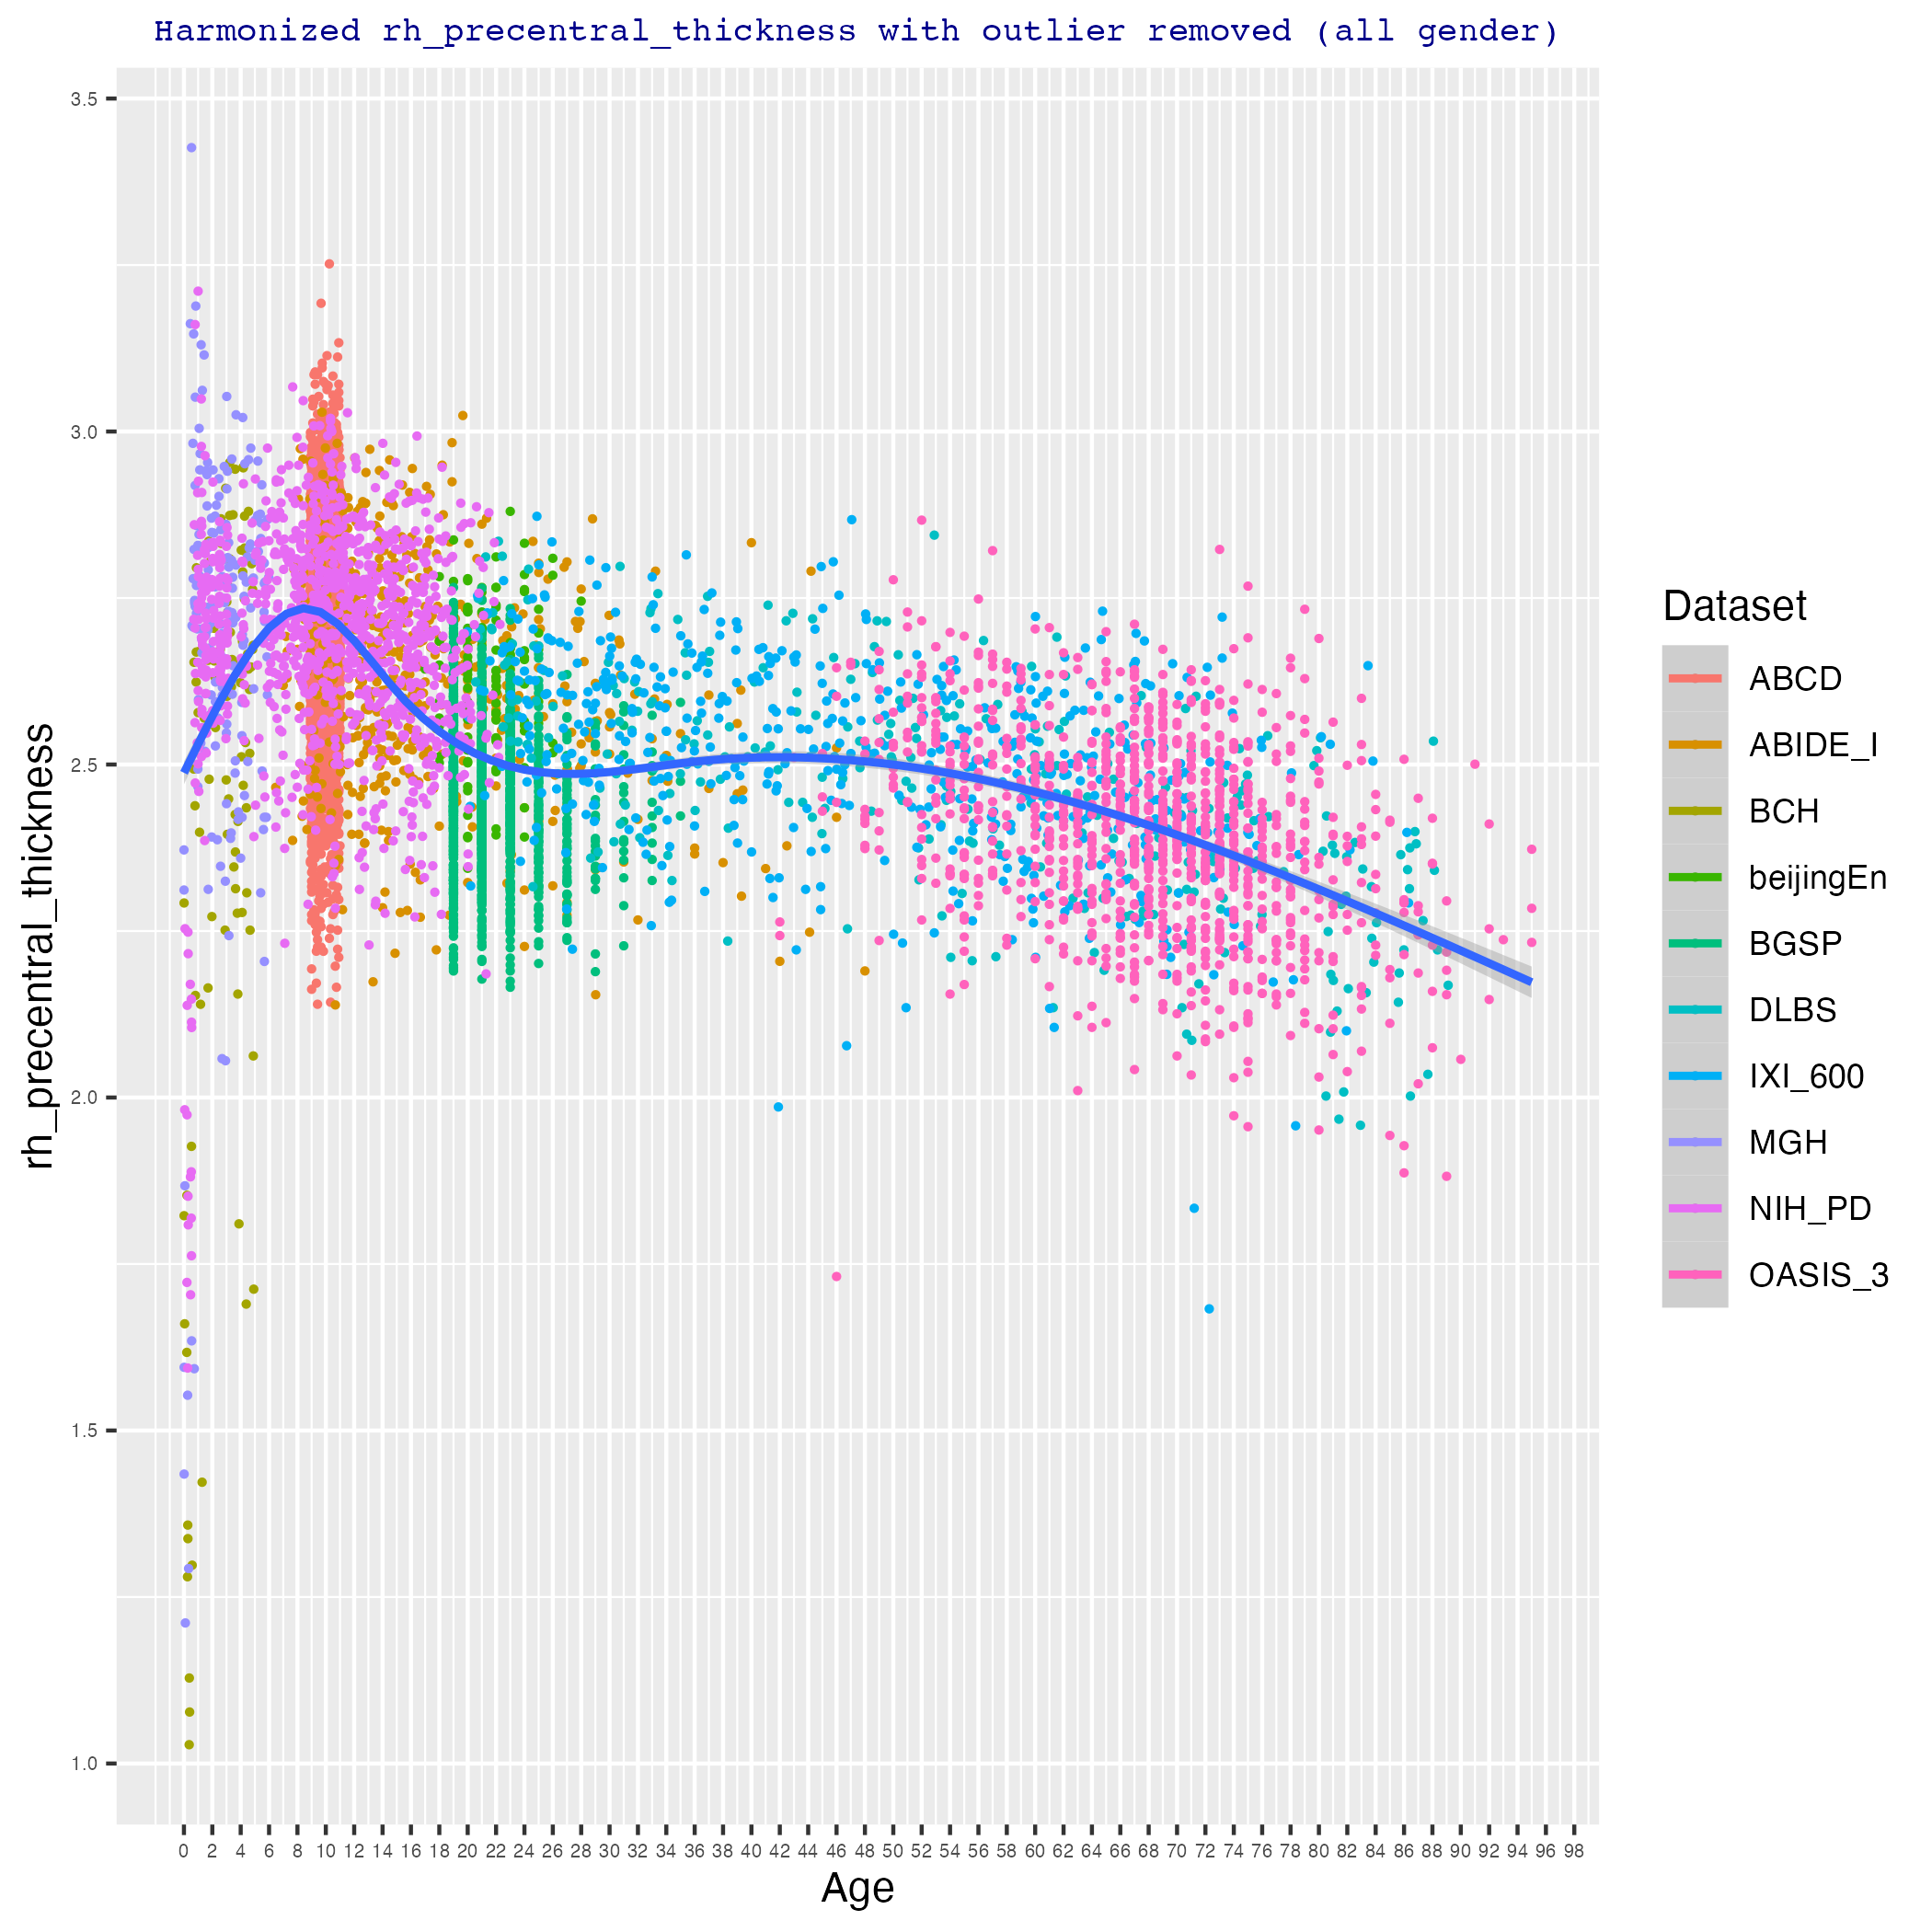 Harmonized rh_precentral_thickness with outlier removed (all gender)
3.5
3.0
2.5
2.0
1.5
1.0
rh_precentral_thickness
0 2 4 6 8 10 12 14 16 18 20 22 24 26 28 30 32 34 36 38 40 42 44 46 48 50 52 54 56 58 60 62 64 66 68 70 72 74 76 78 80 82 84 86 88 90 92 94 96 98
Age
Dataset
ABCD
ABIDE_I
BCH
beijingEn
BGSP
DLBS
IXI_600
MGH
NIH_PD
OASIS_3